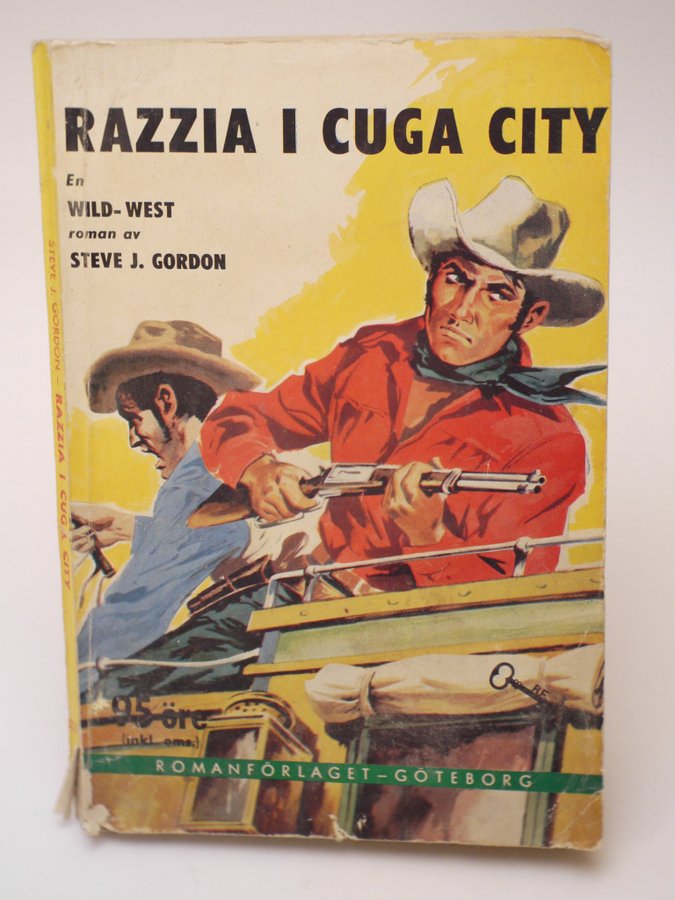 RAZZIA I CUGA CITY
En
WILD-WEST
roman av
STEVE J. GORDON
STEVE J. GORDON - RAZZIA I CUGA CITY
RF
95 öre
(inkl. oms.)
ROMANFÖRLAGET-GÖTEBORG